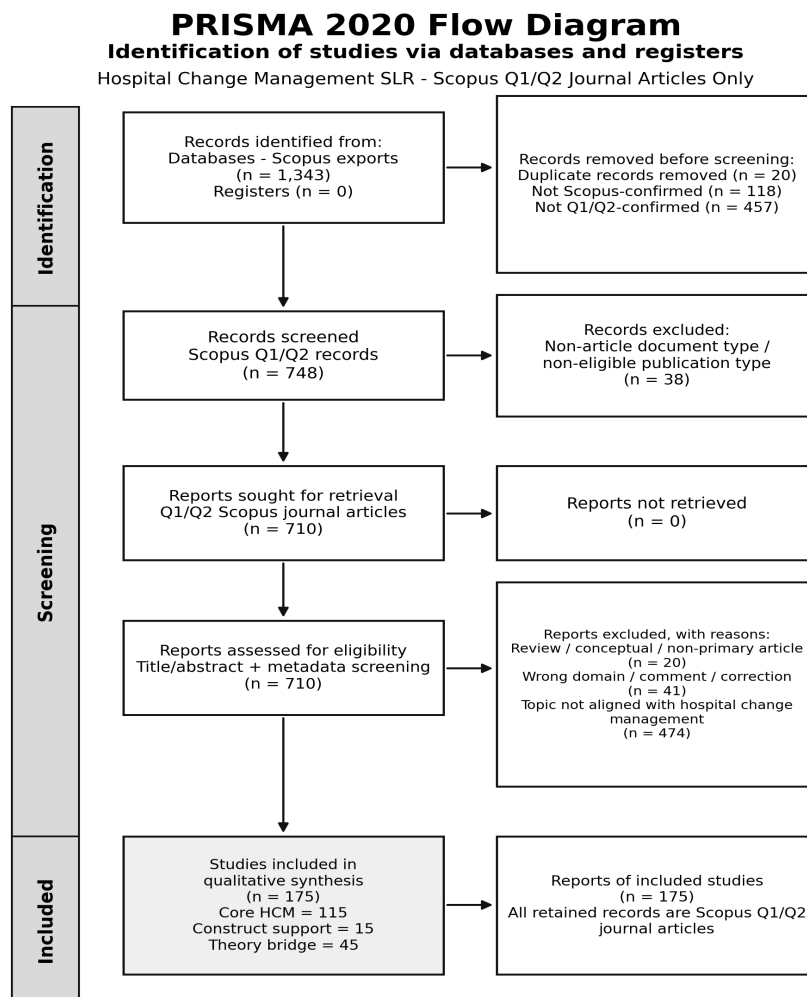 PRISMA 2020 Flow Diagram
Identification of studies via databases and registers
Hospital Change Management SLR - Scopus Q1/Q2 Journal Articles Only
Identification
Records identified from:
Databases - Scopus exports
(n = 1,343)
Registers (n = 0)
Records removed before screening:
Duplicate records removed (n = 20)
Not Scopus-confirmed (n = 118)
Not Q1/Q2-confirmed (n = 457)
Screening
Records screened
Scopus Q1/Q2 records
(n = 748)
Records excluded:
Non-article document type /
non-eligible publication type
(n = 38)
Reports sought for retrieval
Q1/Q2 Scopus journal articles
(n = 710)
Reports not retrieved
(n = 0)
Reports assessed for eligibility
Title/abstract + metadata screening
(n = 710)
Reports excluded, with reasons:
Review / conceptual / non-primary article
(n = 20)
Wrong domain / comment / correction
(n = 41)
Topic not aligned with hospital change
management
(n = 474)
Included
Studies included in
qualitative synthesis
(n = 175)
Core HCM = 115
Construct support = 15
Theory bridge = 45
Reports of included studies
(n = 175)
All retained records are Scopus Q1/Q2
journal articles